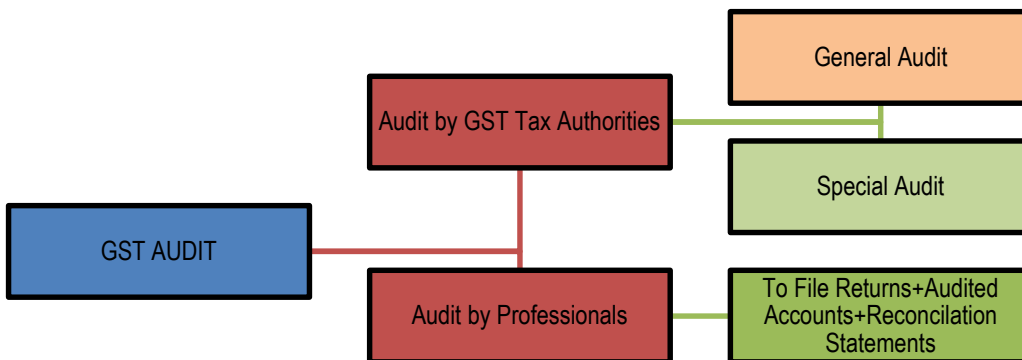 General Audit
Audit by GST Tax Authorities
Special Audit
GST AUDIT
Audit by Professionals
To File Returns+Audited
Accounts+Reconcilation
Statements